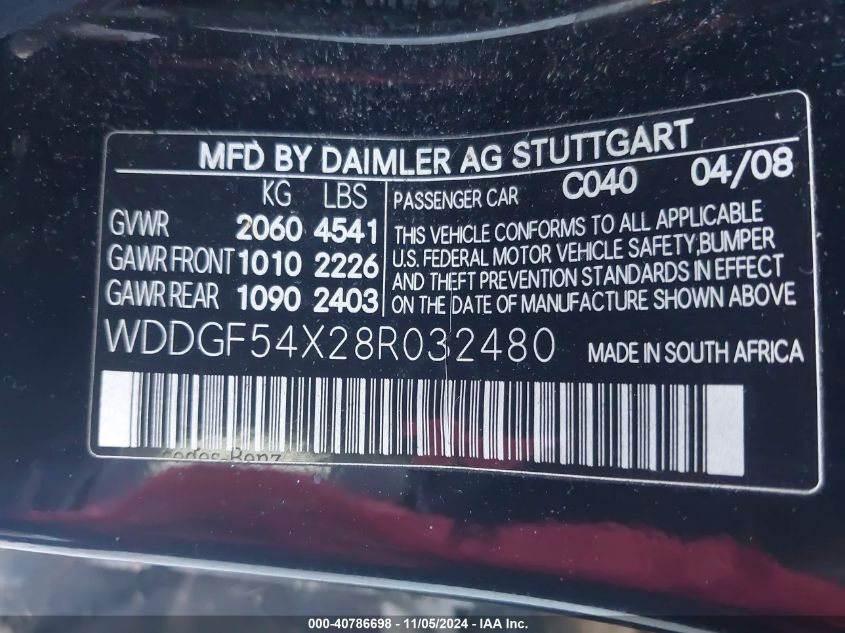 MFD BY DAIMLER AG STUTTGART
KG LBS
GVWR 2060 4541
GAWR FRONT 1010 2226
GAWR REAR 1090 2403
PASSENGER CAR C040 04/08
THIS VEHICLE CONFORMS TO ALL APPLICABLE
U.S. FEDERAL MOTOR VEHICLE SAFETY,BUMPER
AND THEFT PREVENTION STANDARDS IN EFFECT
ON THE DATE OF MANUFACTURE SHOWN ABOVE
WDDGF54X28R032480 MADE IN SOUTH AFRICA
cedes-Benz
000-40786698 - 11/05/2024 - IAA Inc.